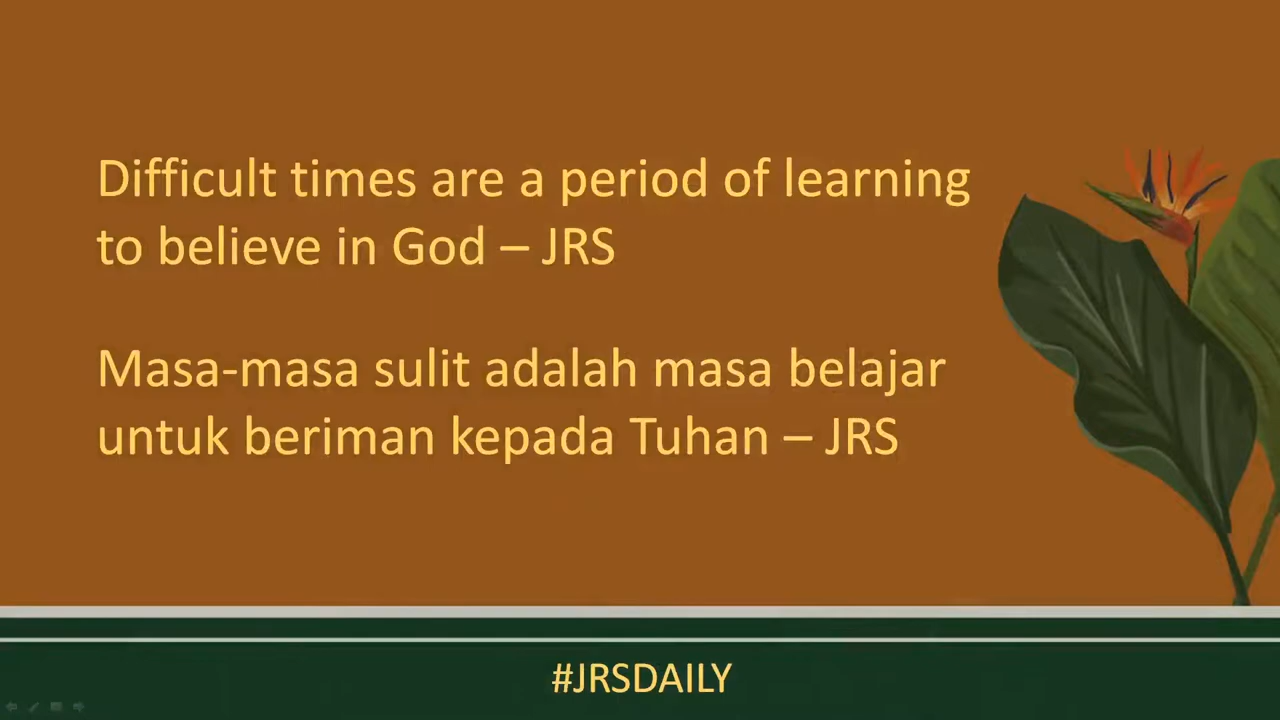 Difficult times are a period of learning
to believe in God – JRS
Masa-masa sulit adalah masa belajar
untuk beriman kepada Tuhan – JRS
#JRSDAILY